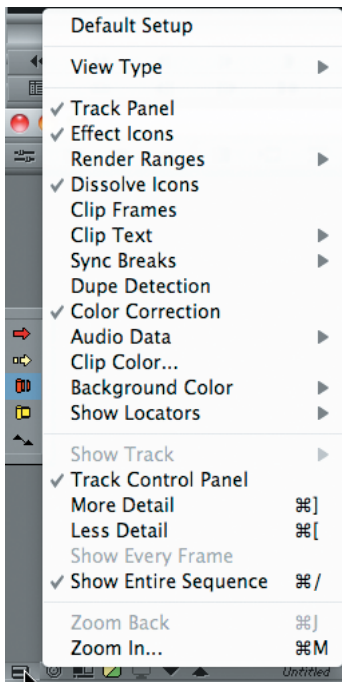 Default Setup
View Type
✓ Track Panel
✓ Effect Icons
Render Ranges
✓ Dissolve Icons
Clip Frames
Clip Text
Sync Breaks
Dupe Detection
✓ Color Correction
Audio Data
Clip Color...
Background Color
Show Locators
Show Track
✓ Track Control Panel
More Detail ⌘]
Less Detail ⌘[
Show Every Frame
✓ Show Entire Sequence ⌘/
Zoom Back ⌘J
Zoom In... ⌘M
Untitled